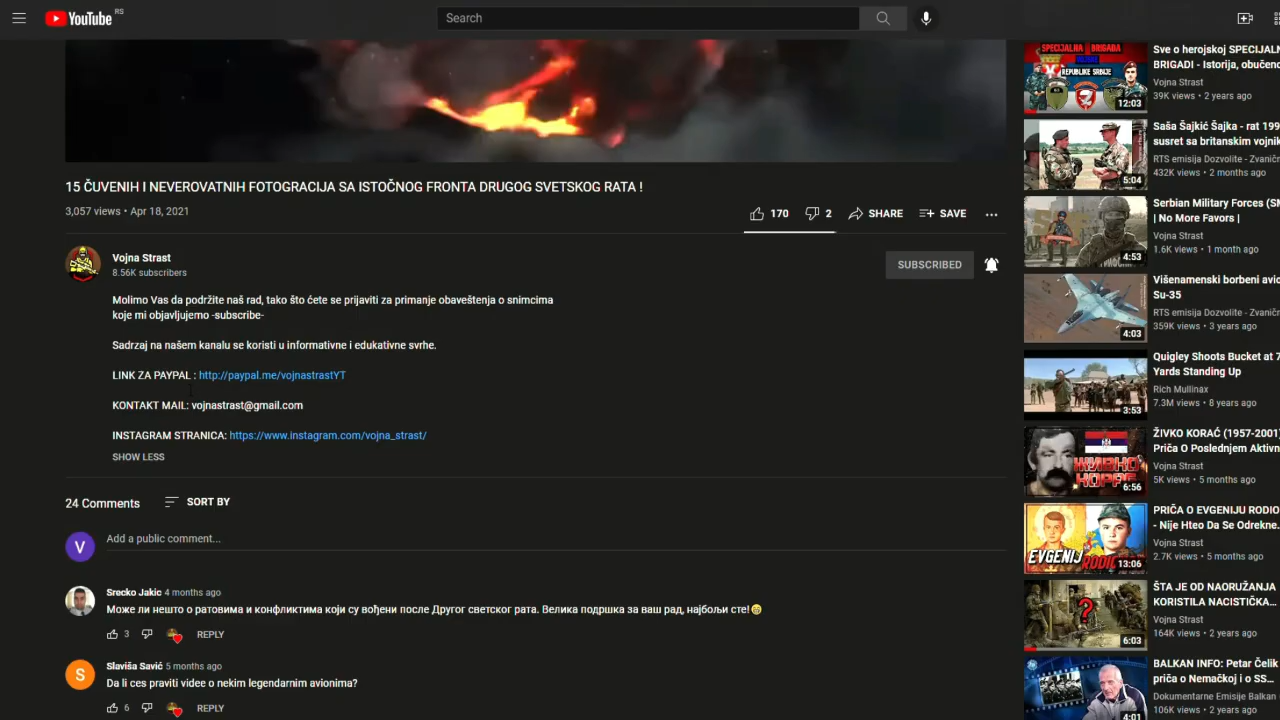 YouTube RS
Search
15 ČUVENIH I NEVEROVATNIH FOTOGRACIJA SA ISTOČNOG FRONTA DRUGOG SVETSKOG RATA !
3,057 views • Apr 18, 2021
170
2
SHARE
SAVE
Vojna Strast
8.56K subscribers
SUBSCRIBED
Molimo Vas da podržite naš rad, tako što ćete se prijaviti za primanje obaveštenja o snimcima
koje mi objavljujemo -subscribe-
Sadrzaj na našem kanalu se koristi u informativne i edukativne svrhe.
LINK ZA PAYPAL : http://paypal.me/vojnastrastYT
KONTAKT MAIL: vojnastrast@gmail.com
INSTAGRAM STRANICA: https://www.instagram.com/vojna_strast/
SHOW LESS
24 Comments
SORT BY
V
Add a public comment...
Srecko Jakic 4 months ago
Може ли нешто о ратовима и конфликтима који су вођени после Другог светског рата. Велика подршка за ваш рад, најбољи сте!
3
REPLY
S
Slaviša Savić 5 months ago
Da li ces praviti videe o nekim legendarnim avionima?
6
REPLY
SPECIJALNA BRIGADA
REPUBLIKE SRBIJE
12:03
Sve o herojskoj SPECIJALN
BRIGADI - Istorija, obučeno
Vojna Strast
39K views • 2 years ago
5:04
Saša Šajkić Šajka - rat 199
susret sa britanskim vojnik
RTS emisija Dozvolite - Zvanič
432K views • 2 months ago
4:53
Serbian Military Forces (SM
| No More Favors |
Vojna Strast
1.6K views • 1 month ago
4:03
Višenamenski borbeni avio
Su-35
RTS emisija Dozvolite - Zvaničr
359K views • 3 years ago
3:53
Quigley Shoots Bucket at 7
Yards Standing Up
Rich Mullinax
7.3M views • 8 years ago
6:56
ŽIVKO KORAĆ (1957-2001)
Priča O Poslednjem Aktivn
Vojna Strast
5K views • 5 months ago
EVGENIJ
RODIO
13:06
PRIČA O EVGENIJU RODIO
- Nije Hteo Da Se Odrekne..
Vojna Strast
2.7K views • 5 months ago
?
6:03
ŠTA JE OD NAORUŽANJA
KORISTILA NACISTIČKA...
Vojna Strast
164K views • 2 years ago
4:01
BALKAN INFO: Petar Čelik
priča o Nemačkoj i o SS...
Dokumentarne Emisije Balkan
106K views • 2 years ago